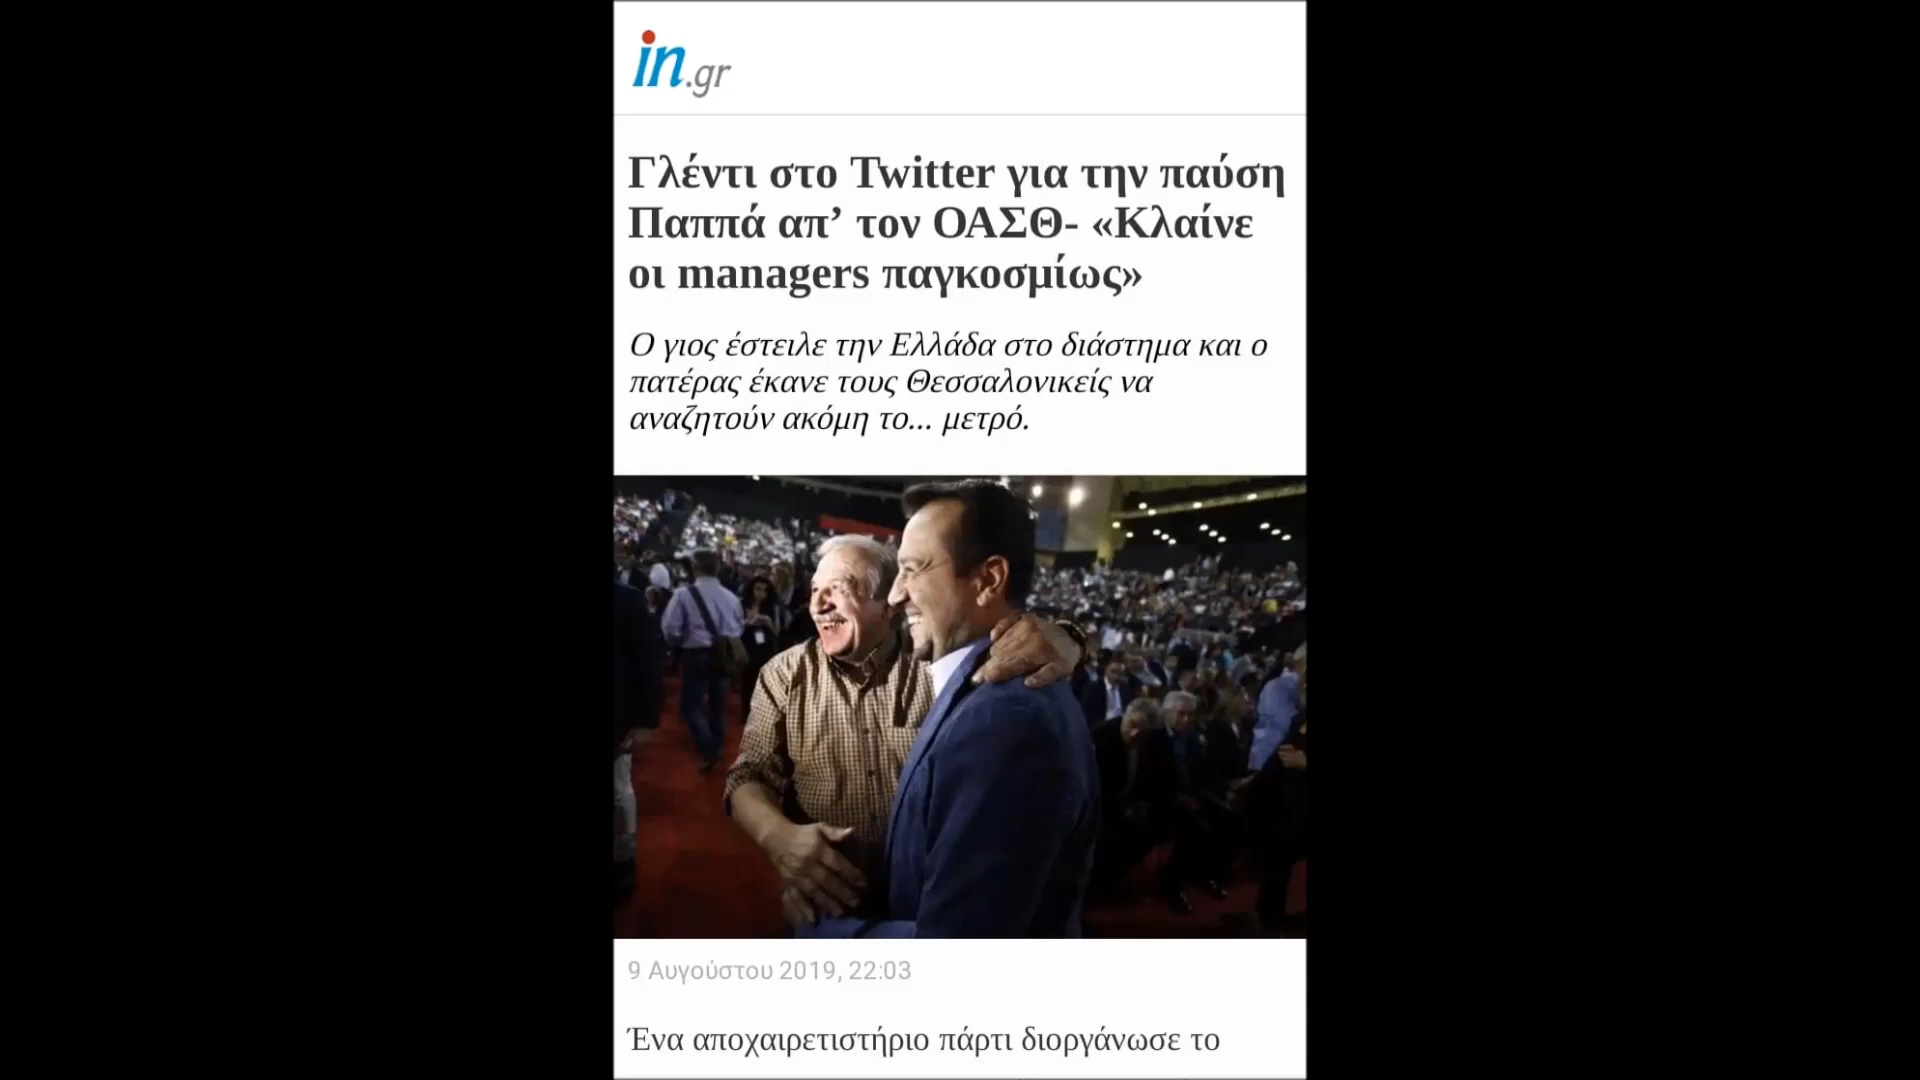 in.gr
Γλέντι στο Twitter για την παύση
Παππά απ’ τον ΟΑΣΘ- «Κλαίνε
οι managers παγκοσμίως»
Ο γιος έστειλε την Ελλάδα στο διάστημα και ο
πατέρας έκανε τους Θεσσαλονικείς να
αναζητούν ακόμη το... μετρό.
9 Αυγούστου 2019, 22:03
Ένα αποχαιρετιστήριο πάρτι διοργάνωσε το